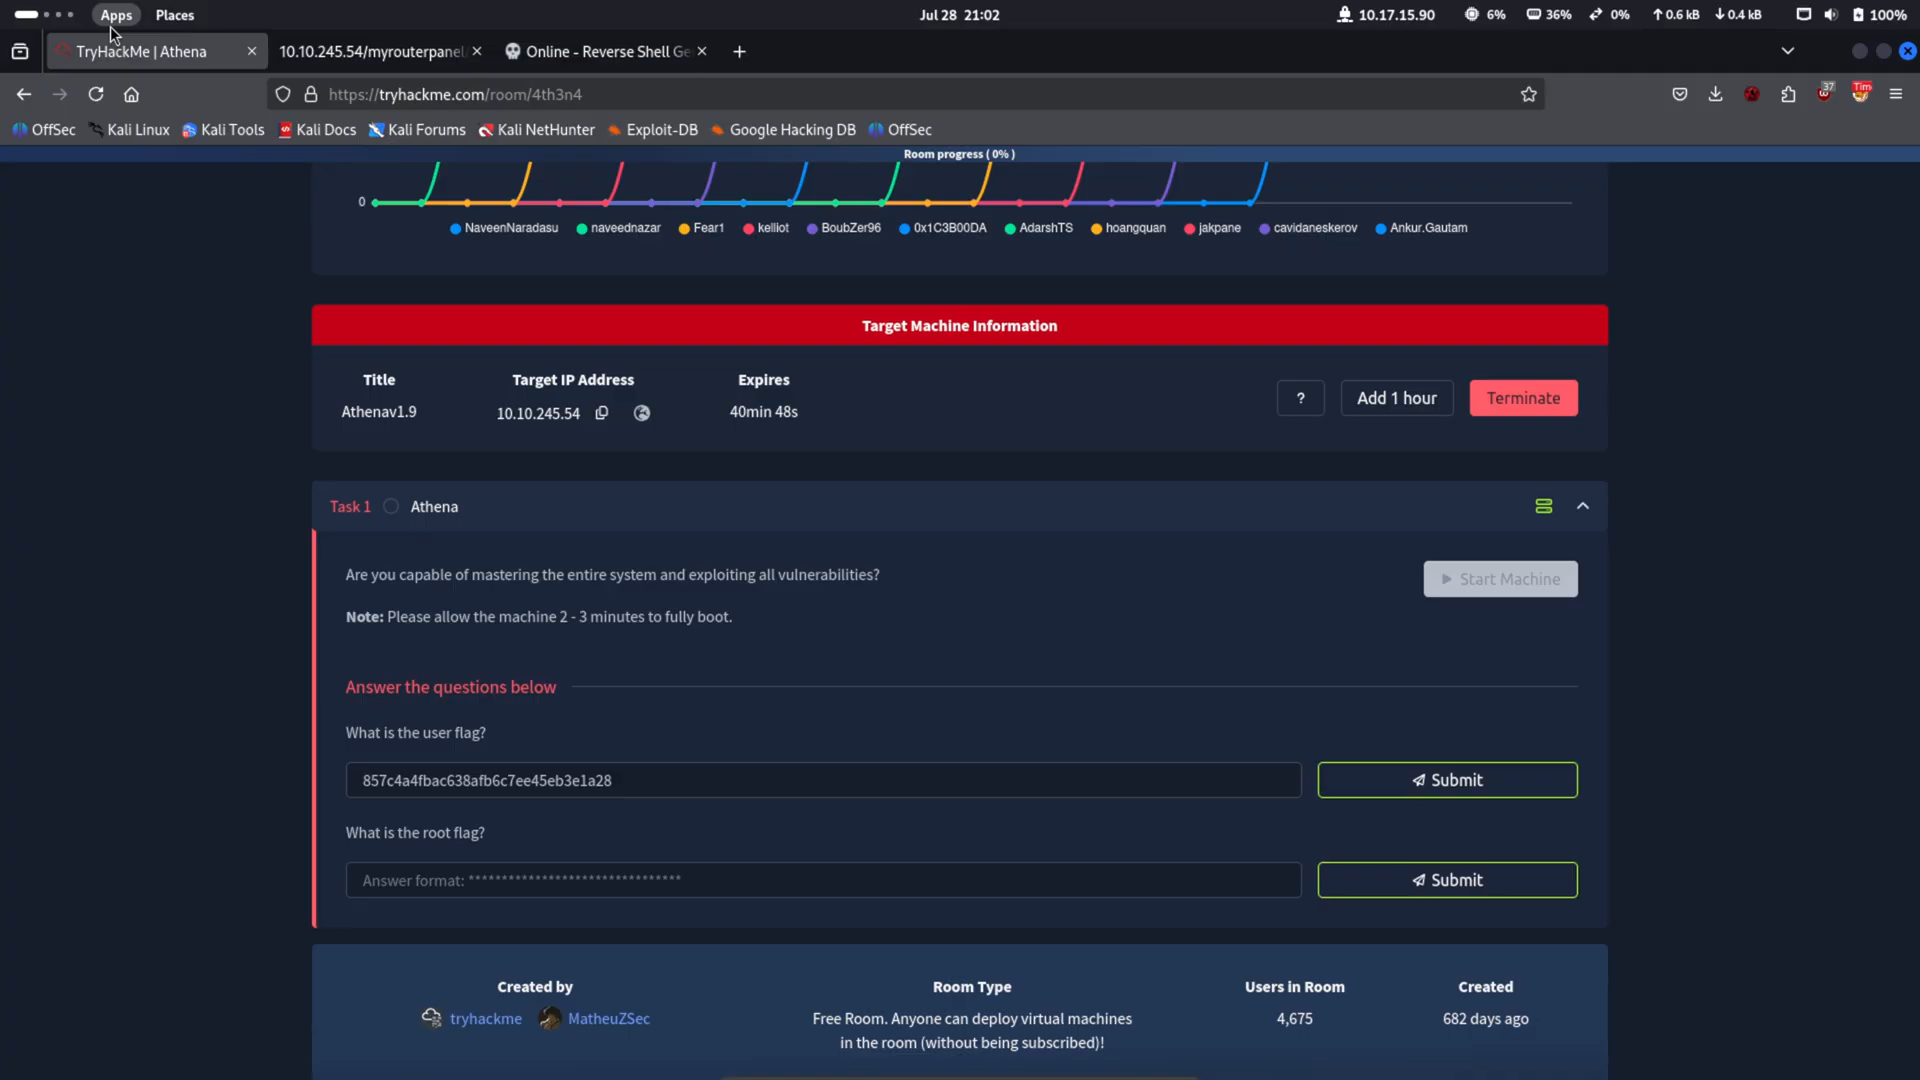 Apps Places Jul 28 21:02 10.17.15.90 6% 36% 0% 0.6 kB 0.4 kB 100%
TryHackMe | Athena 10.10.245.54/myrouterpanel Online - Reverse Shell Ge
https://tryhackme.com/room/4th3n4 37 Tim
OffSec Kali Linux Kali Tools Kali Docs Kali Forums Kali NetHunter Exploit-DB Google Hacking DB OffSec
Room progress ( 0% )
0
NaveenNaradasu naveednazar Fear1 kelliot BoubZer96 0x1C3B00DA AdarshTS hoangquan jakpane cavidaneskerov Ankur.Gautam
Target Machine Information
Title Target IP Address Expires
Athenav1.9 10.10.245.54 40min 48s ? Add 1 hour Terminate
Task 1 Athena
Are you capable of mastering the entire system and exploiting all vulnerabilities? Start Machine
Note: Please allow the machine 2 - 3 minutes to fully boot.
Answer the questions below
What is the user flag?
857c4a4fbac638afb6c7ee45eb3e1a28 Submit
What is the root flag?
Answer format: ******************************** Submit
Created by Room Type Users in Room Created
tryhackme MatheuZSec Free Room. Anyone can deploy virtual machines 4,675 682 days ago
in the room (without being subscribed)!